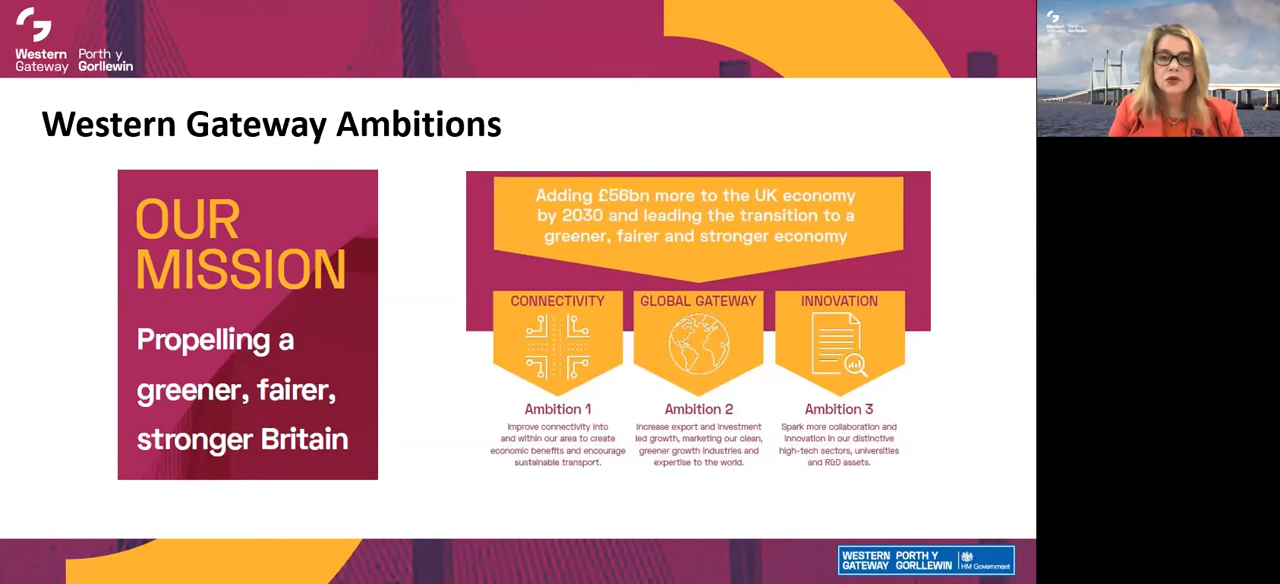 Western Porth y
Gateway Gorllewin
Western Gateway Ambitions
OUR
MISSION
Propelling a
greener, fairer,
stronger Britain
Adding £56bn more to the UK economy
by 2030 and leading the transition to a
greener, fairer and stronger economy
CONNECTIVITY
GLOBAL GATEWAY
INNOVATION
Ambition 1
Improve connectivity into
and within our area to create
economic benefits and encourage
sustainable transport.
Ambition 2
Increase export and investment
led growth, marketing our clean,
greener growth industries and
expertise to the world.
Ambition 3
Spark more collaboration and
innovation in our distinctive
high-tech sectors, universities
and R&D assets.
WESTERN PORTH Y
GATEWAY GORLLEWIN
HM Government